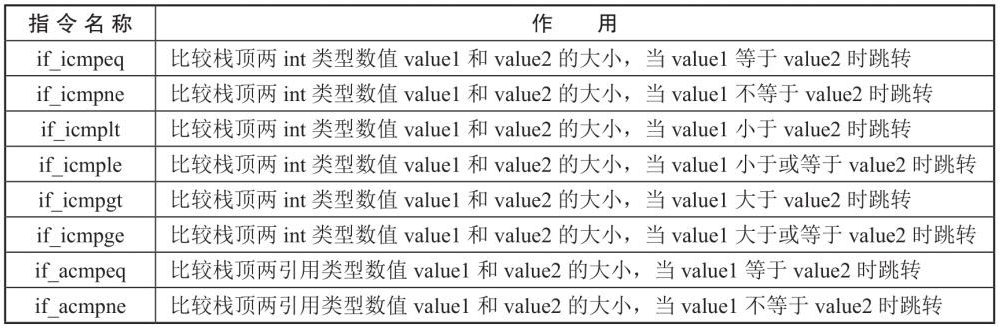 指令名称 作 用
if_icmpeq 比较栈顶两 int 类型数值 value1 和 value2 的大小，当 value1 等于 value2 时跳转
if_icmpne 比较栈顶两 int 类型数值 value1 和 value2 的大小，当 value1 不等于 value2 时跳转
if_icmplt 比较栈顶两 int 类型数值 value1 和 value2 的大小，当 value1 小于 value2 时跳转
if_icmple 比较栈顶两 int 类型数值 value1 和 value2 的大小，当 value1 小于或等于 value2 时跳转
if_icmpgt 比较栈顶两 int 类型数值 value1 和 value2 的大小，当 value1 大于 value2 时跳转
if_icmpge 比较栈顶两 int 类型数值 value1 和 value2 的大小，当 value1 大于或等于 value2 时跳转
if_acmpeq 比较栈顶两引用类型数值 value1 和 value2 的大小，当 value1 等于 value2 时跳转
if_acmpne 比较栈顶两引用类型数值 value1 和 value2 的大小，当 value1 不等于 value2 时跳转